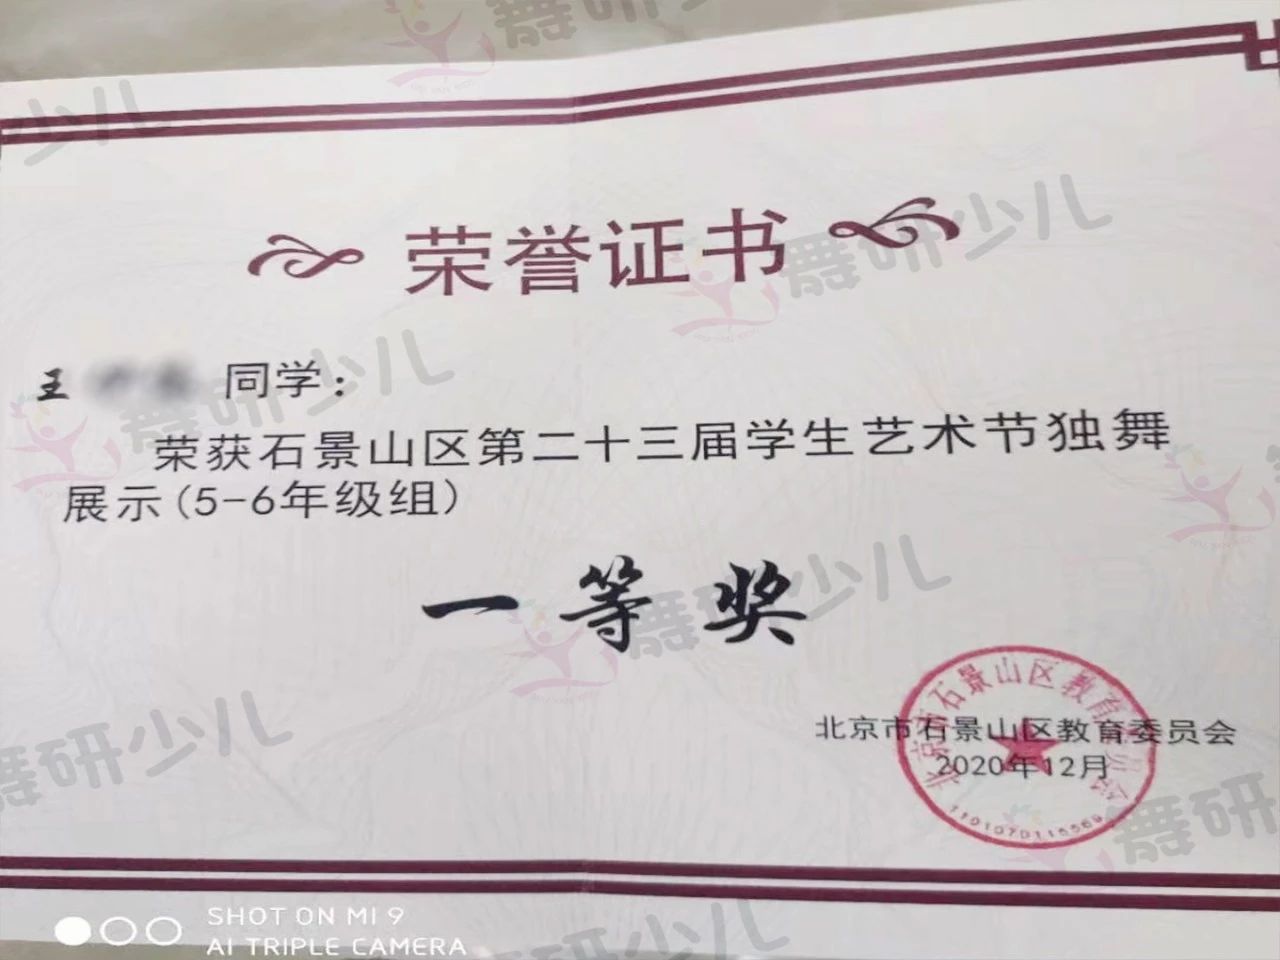 舞研少儿
荣誉证书
王 同学：
荣获石景山区第二十三届学生艺术节独舞
展示(5-6年级组)
一等奖
北京市石景山区教育委员会
2020年12月
SHOT ON MI 9
AI TRIPLE CAMERA